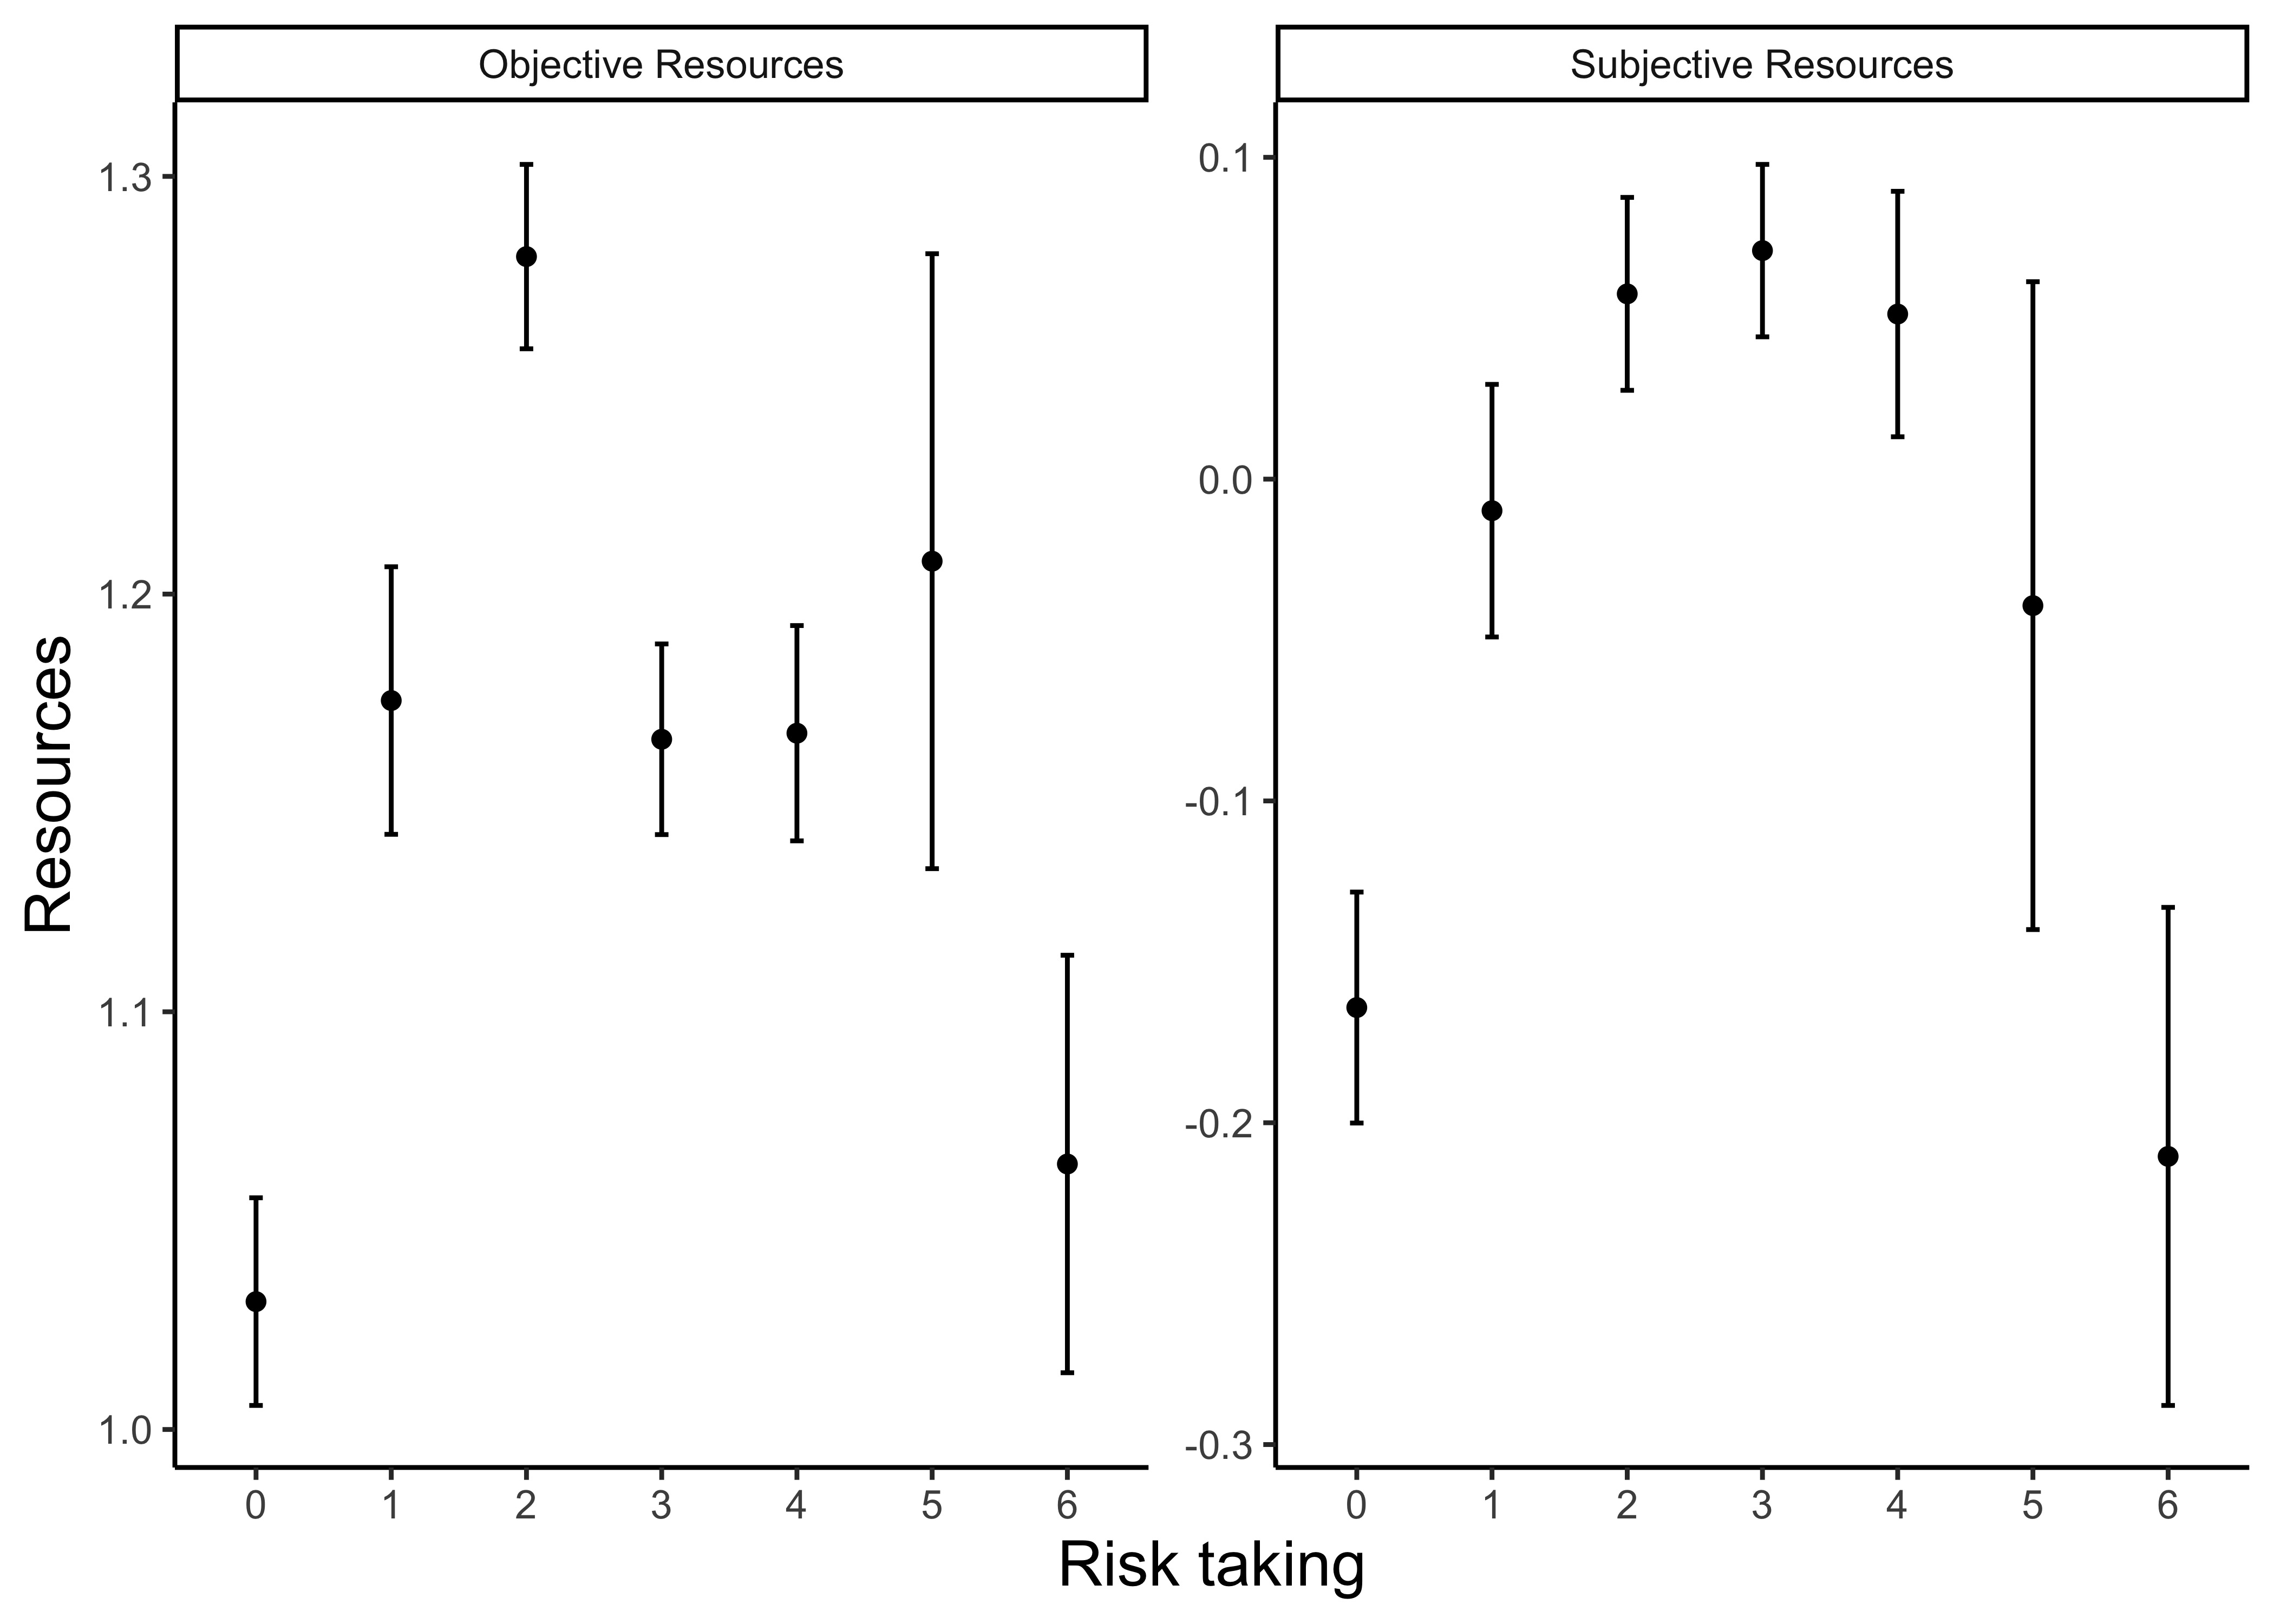 Objective Resources
Subjective Resources
Resources
1.3
1.2
1.1
1.0
0 1 2 3 4 5 6
0.1
0.0
-0.1
-0.2
-0.3
0 1 2 3 4 5 6
Risk taking